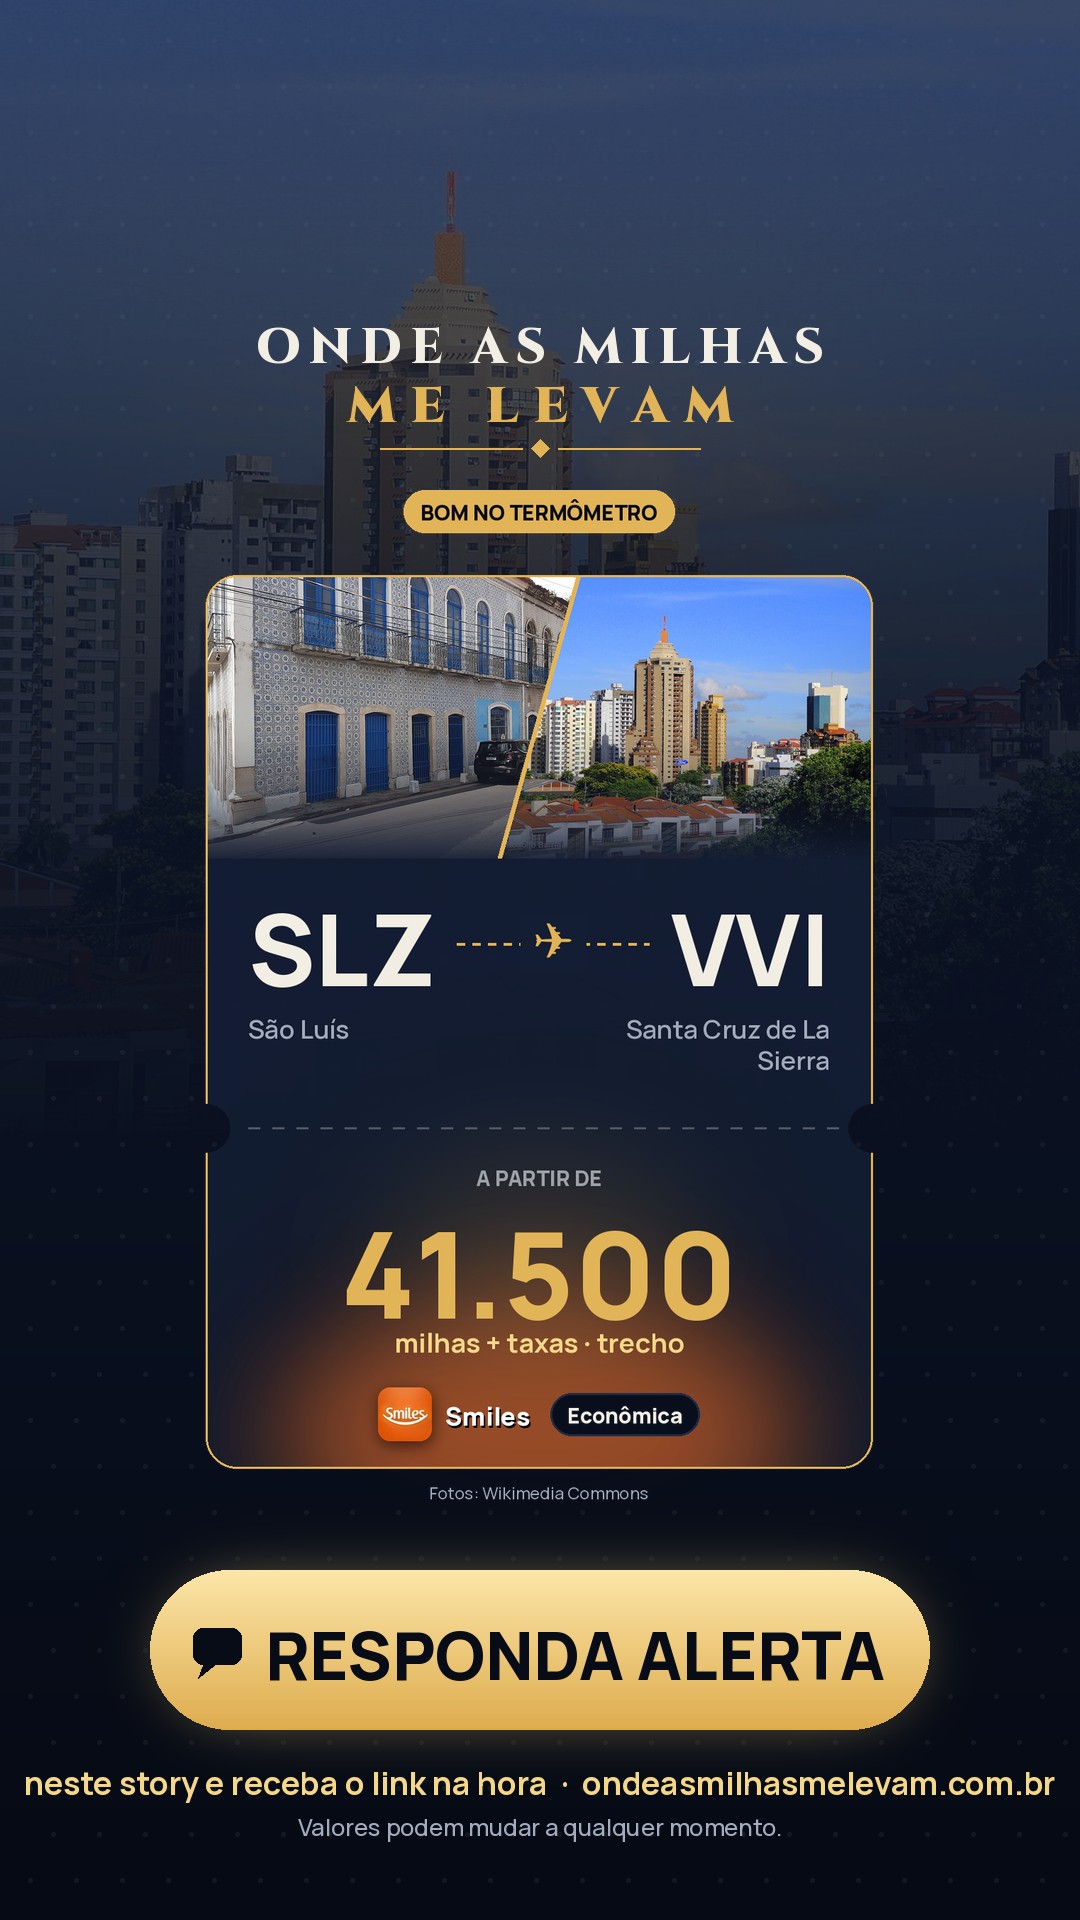 ONDE AS MILHAS
ME LEVAM
BOM NO TERMÔMETRO
SLZ
VVI
São Luís
Santa Cruz de La
Sierra
A PARTIR DE
41.500
milhas + taxas · trecho
Smiles
Smiles
Econômica
Fotos: Wikimedia Commons
RESPONDA ALERTA
neste story e receba o link na hora · ondeasmilhasmelevam.com.br
Valores podem mudar a qualquer momento.